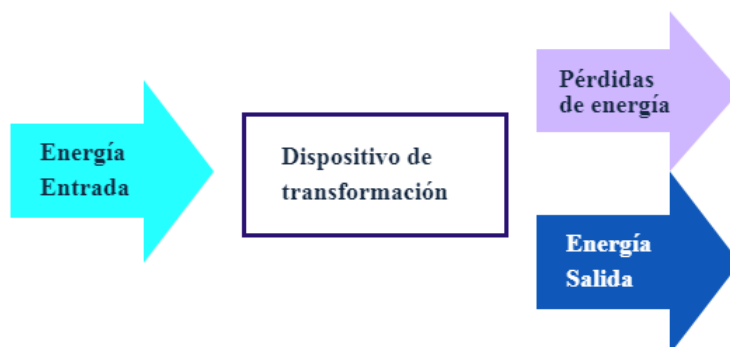 Energía
Entrada
Dispositivo de
transformación
Pérdidas
de energía
Energía
Salida